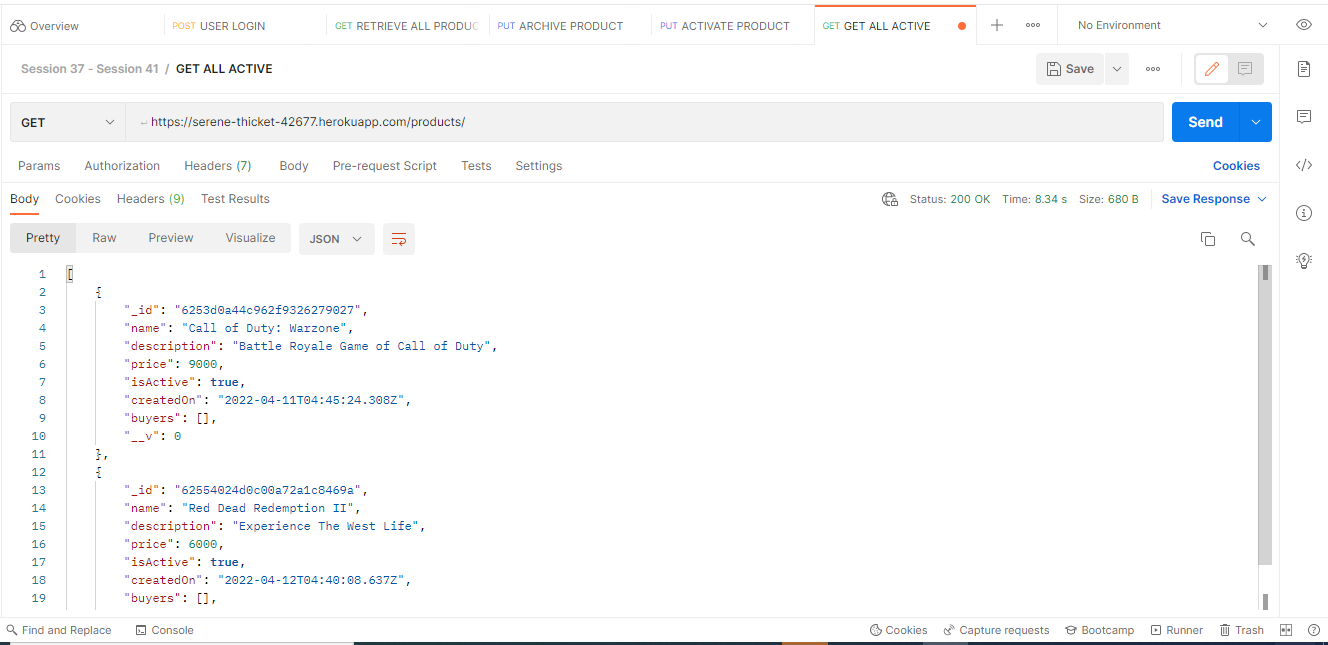 Overview
POST USER LOGIN
GET RETRIEVE ALL PRODUC
PUT ARCHIVE PRODUCT
PUT ACTIVATE PRODUCT
GET GET ALL ACTIVE
No Environment
Session 37 - Session 41 / GET ALL ACTIVE
Save
GET
https://serene-thicket-42677.herokuapp.com/products/
Send
Params Authorization Headers (7) Body Pre-request Script Tests Settings Cookies
Body Cookies Headers (9) Test Results Status: 200 OK Time: 8.34 s Size: 680 B Save Response
Pretty Raw Preview Visualize JSON
1 [
2 {
3 "_id": "6253d0a44c962f9326279027",
4 "name": "Call of Duty: Warzone",
5 "description": "Battle Royale Game of Call of Duty",
6 "price": 9000,
7 "isActive": true,
8 "createdOn": "2022-04-11T04:45:24.308Z",
9 "buyers": [],
10 "__v": 0
11 },
12 {
13 "_id": "62554024d0c00a72a1c8469a",
14 "name": "Red Dead Redemption II",
15 "description": "Experience The West Life",
16 "price": 6000,
17 "isActive": true,
18 "createdOn": "2022-04-12T04:40:08.637Z",
19 "buyers": [],
Find and Replace Console Cookies Capture requests Bootcamp Runner Trash